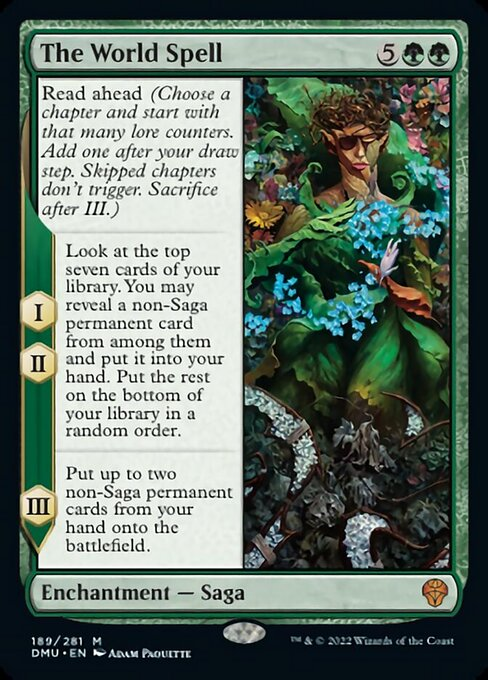 The World Spell 5
Read ahead (Choose a
chapter and start with
that many lore counters.
Add one after your draw
step. Skipped chapters
don't trigger. Sacrifice
after III.)
I
II
Look at the top
seven cards of your
library. You may
reveal a non-Saga
permanent card
from among them
and put it into your
hand. Put the rest
on the bottom of
your library in a
random order.
III
Put up to two
non-Saga permanent
cards from your
hand onto the
battlefield.
Enchantment — Saga
189/281 M
DMU • EN Adam Paquette
™ & © 2022 Wizards of the Coast